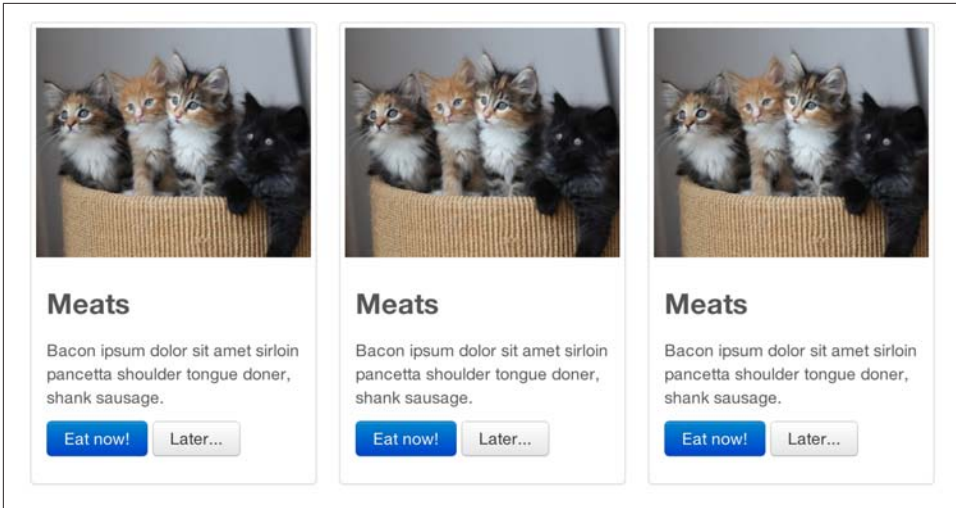 Meats
Bacon ipsum dolor sit amet sirloin
pancetta shoulder tongue doner,
shank sausage.
Eat now!
Later...
Meats
Bacon ipsum dolor sit amet sirloin
pancetta shoulder tongue doner,
shank sausage.
Eat now!
Later...
Meats
Bacon ipsum dolor sit amet sirloin
pancetta shoulder tongue doner,
shank sausage.
Eat now!
Later...